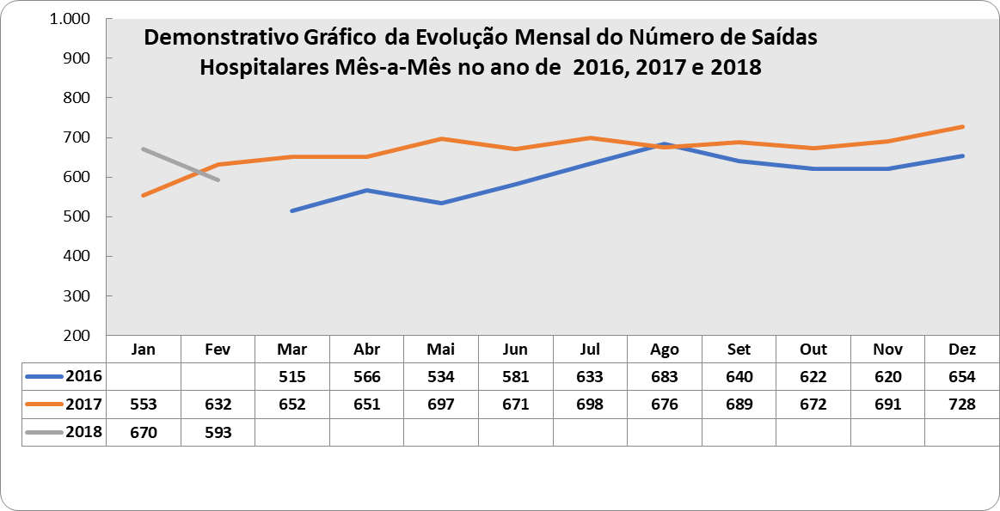 1.000
Demonstrativo Gráfico da Evolução Mensal do Número de Saídas
Hospitalares Mês-a-Mês no ano de 2016, 2017 e 2018
900
800
700
600
500
400
300
200
Jan Fev Mar Abr Mai Jun Jul Ago Set Out Nov Dez
2016 515 566 534 581 633 683 640 622 620 654
2017 553 632 652 651 697 671 698 676 689 672 691 728
2018 670 593